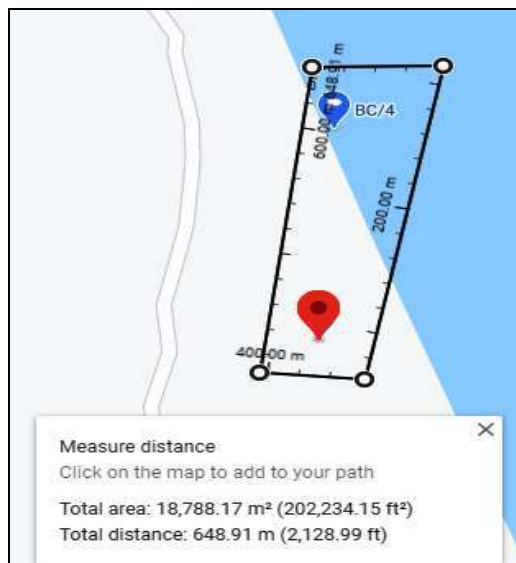 648.91 m
BC/4
600.00 m
200.00 m
400.00 m
Measure distance
Click on the map to add to your path
Total area: 18,788.17 m² (202,234.15 ft²)
Total distance: 648.91 m (2,128.99 ft)